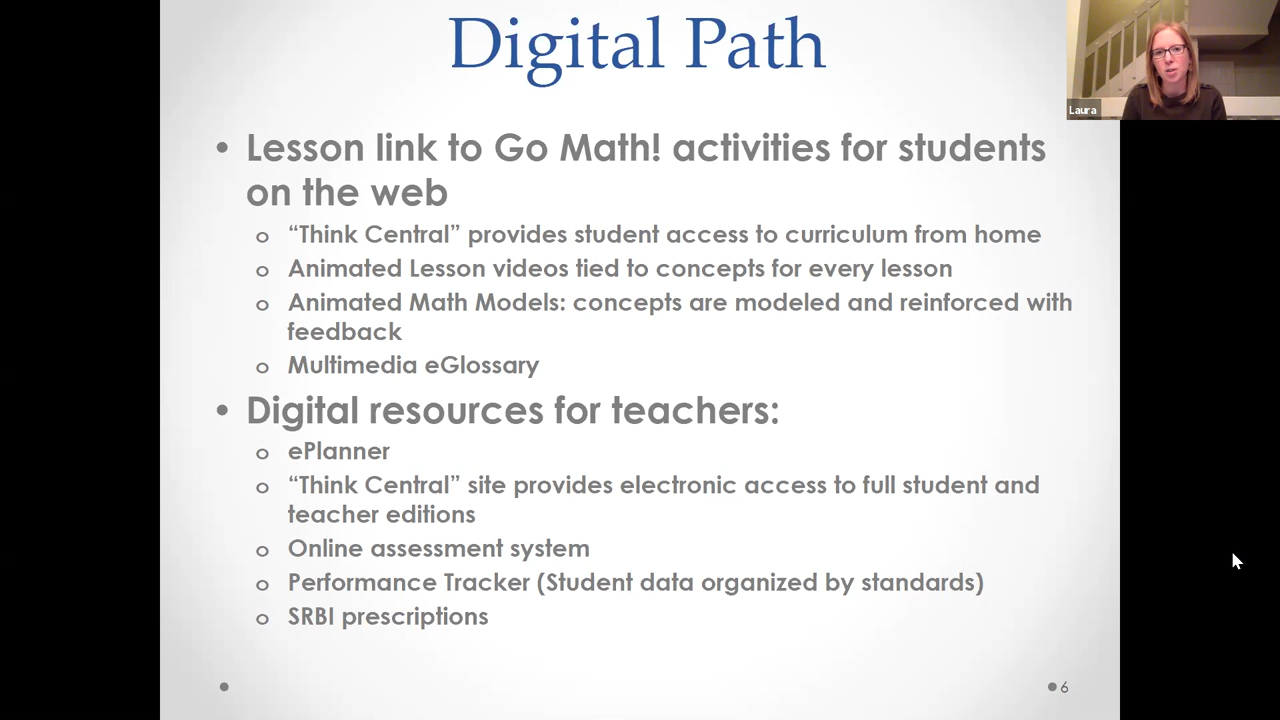 Digital Path
Laura
• Lesson link to Go Math! activities for students
on the web
o “Think Central” provides student access to curriculum from home
o Animated Lesson videos tied to concepts for every lesson
o Animated Math Models: concepts are modeled and reinforced with
feedback
o Multimedia eGlossary
• Digital resources for teachers:
o ePlanner
o “Think Central” site provides electronic access to full student and
teacher editions
o Online assessment system
o Performance Tracker (Student data organized by standards)
o SRBI prescriptions
6